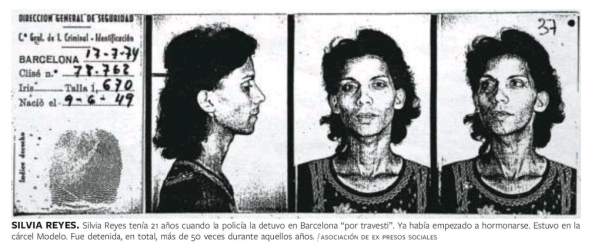 DIRECCION GENERAL DE SEGURIDAD
C.ª Gral. de I. Criminal - Identificación
BARCELONA 17-7-74
Clisé n.º 78.762
Iris Talla 1, 670
Nació el 9-6-49
Indice derecho
37
SILVIA REYES. Silvia Reyes tenía 21 años cuando la policía la detuvo en Barcelona “por travesti”. Ya había empezado a hormonarse. Estuvo en la
cárcel Modelo. Fue detenida, en total, más de 50 veces durante aquellos años. /ASOCIACIÓN DE EX PRESOS SOCIALES